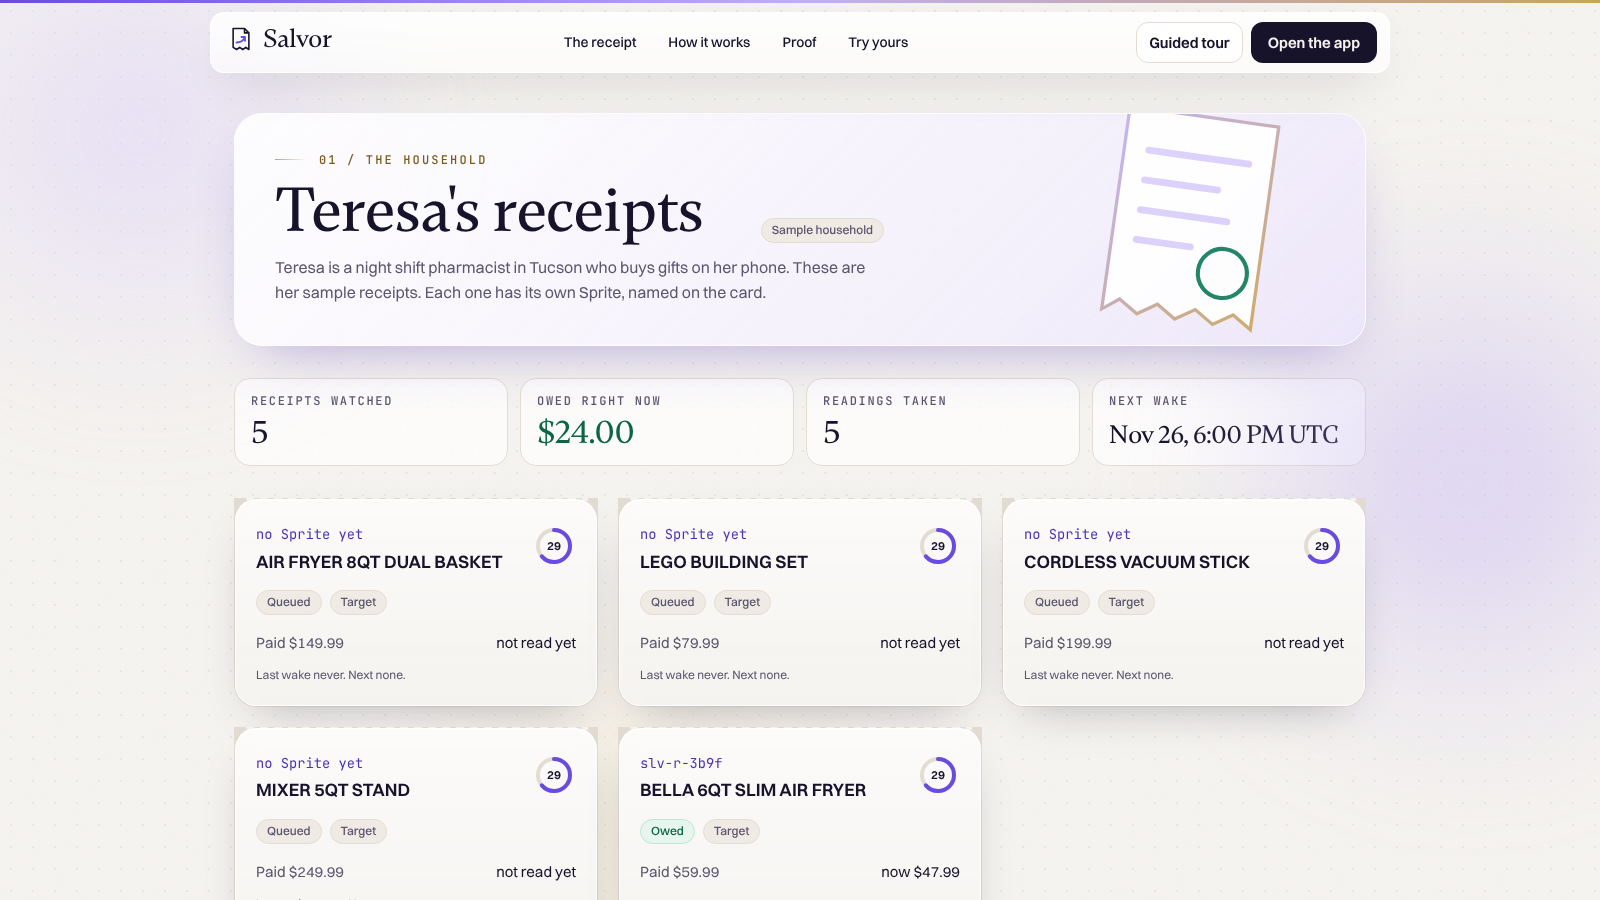 Salvor
The receipt
How it works
Proof
Try yours
Guided tour
Open the app
01 / THE HOUSEHOLD
Teresa's receipts
Sample household
Teresa is a night shift pharmacist in Tucson who buys gifts on her phone. These are
her sample receipts. Each one has its own Sprite, named on the card.
RECEIPTS WATCHED
5
OWED RIGHT NOW
$24.00
READINGS TAKEN
5
NEXT WAKE
Nov 26, 6:00 PM UTC
no Sprite yet
29
AIR FRYER 8QT DUAL BASKET
Queued
Target
Paid $149.99
not read yet
Last wake never. Next none.
no Sprite yet
29
LEGO BUILDING SET
Queued
Target
Paid $79.99
not read yet
Last wake never. Next none.
no Sprite yet
29
CORDLESS VACUUM STICK
Queued
Target
Paid $199.99
not read yet
Last wake never. Next none.
no Sprite yet
29
MIXER 5QT STAND
Queued
Target
Paid $249.99
not read yet
slv-r-3b9f
29
BELLA 6QT SLIM AIR FRYER
Owed
Target
Paid $59.99
now $47.99